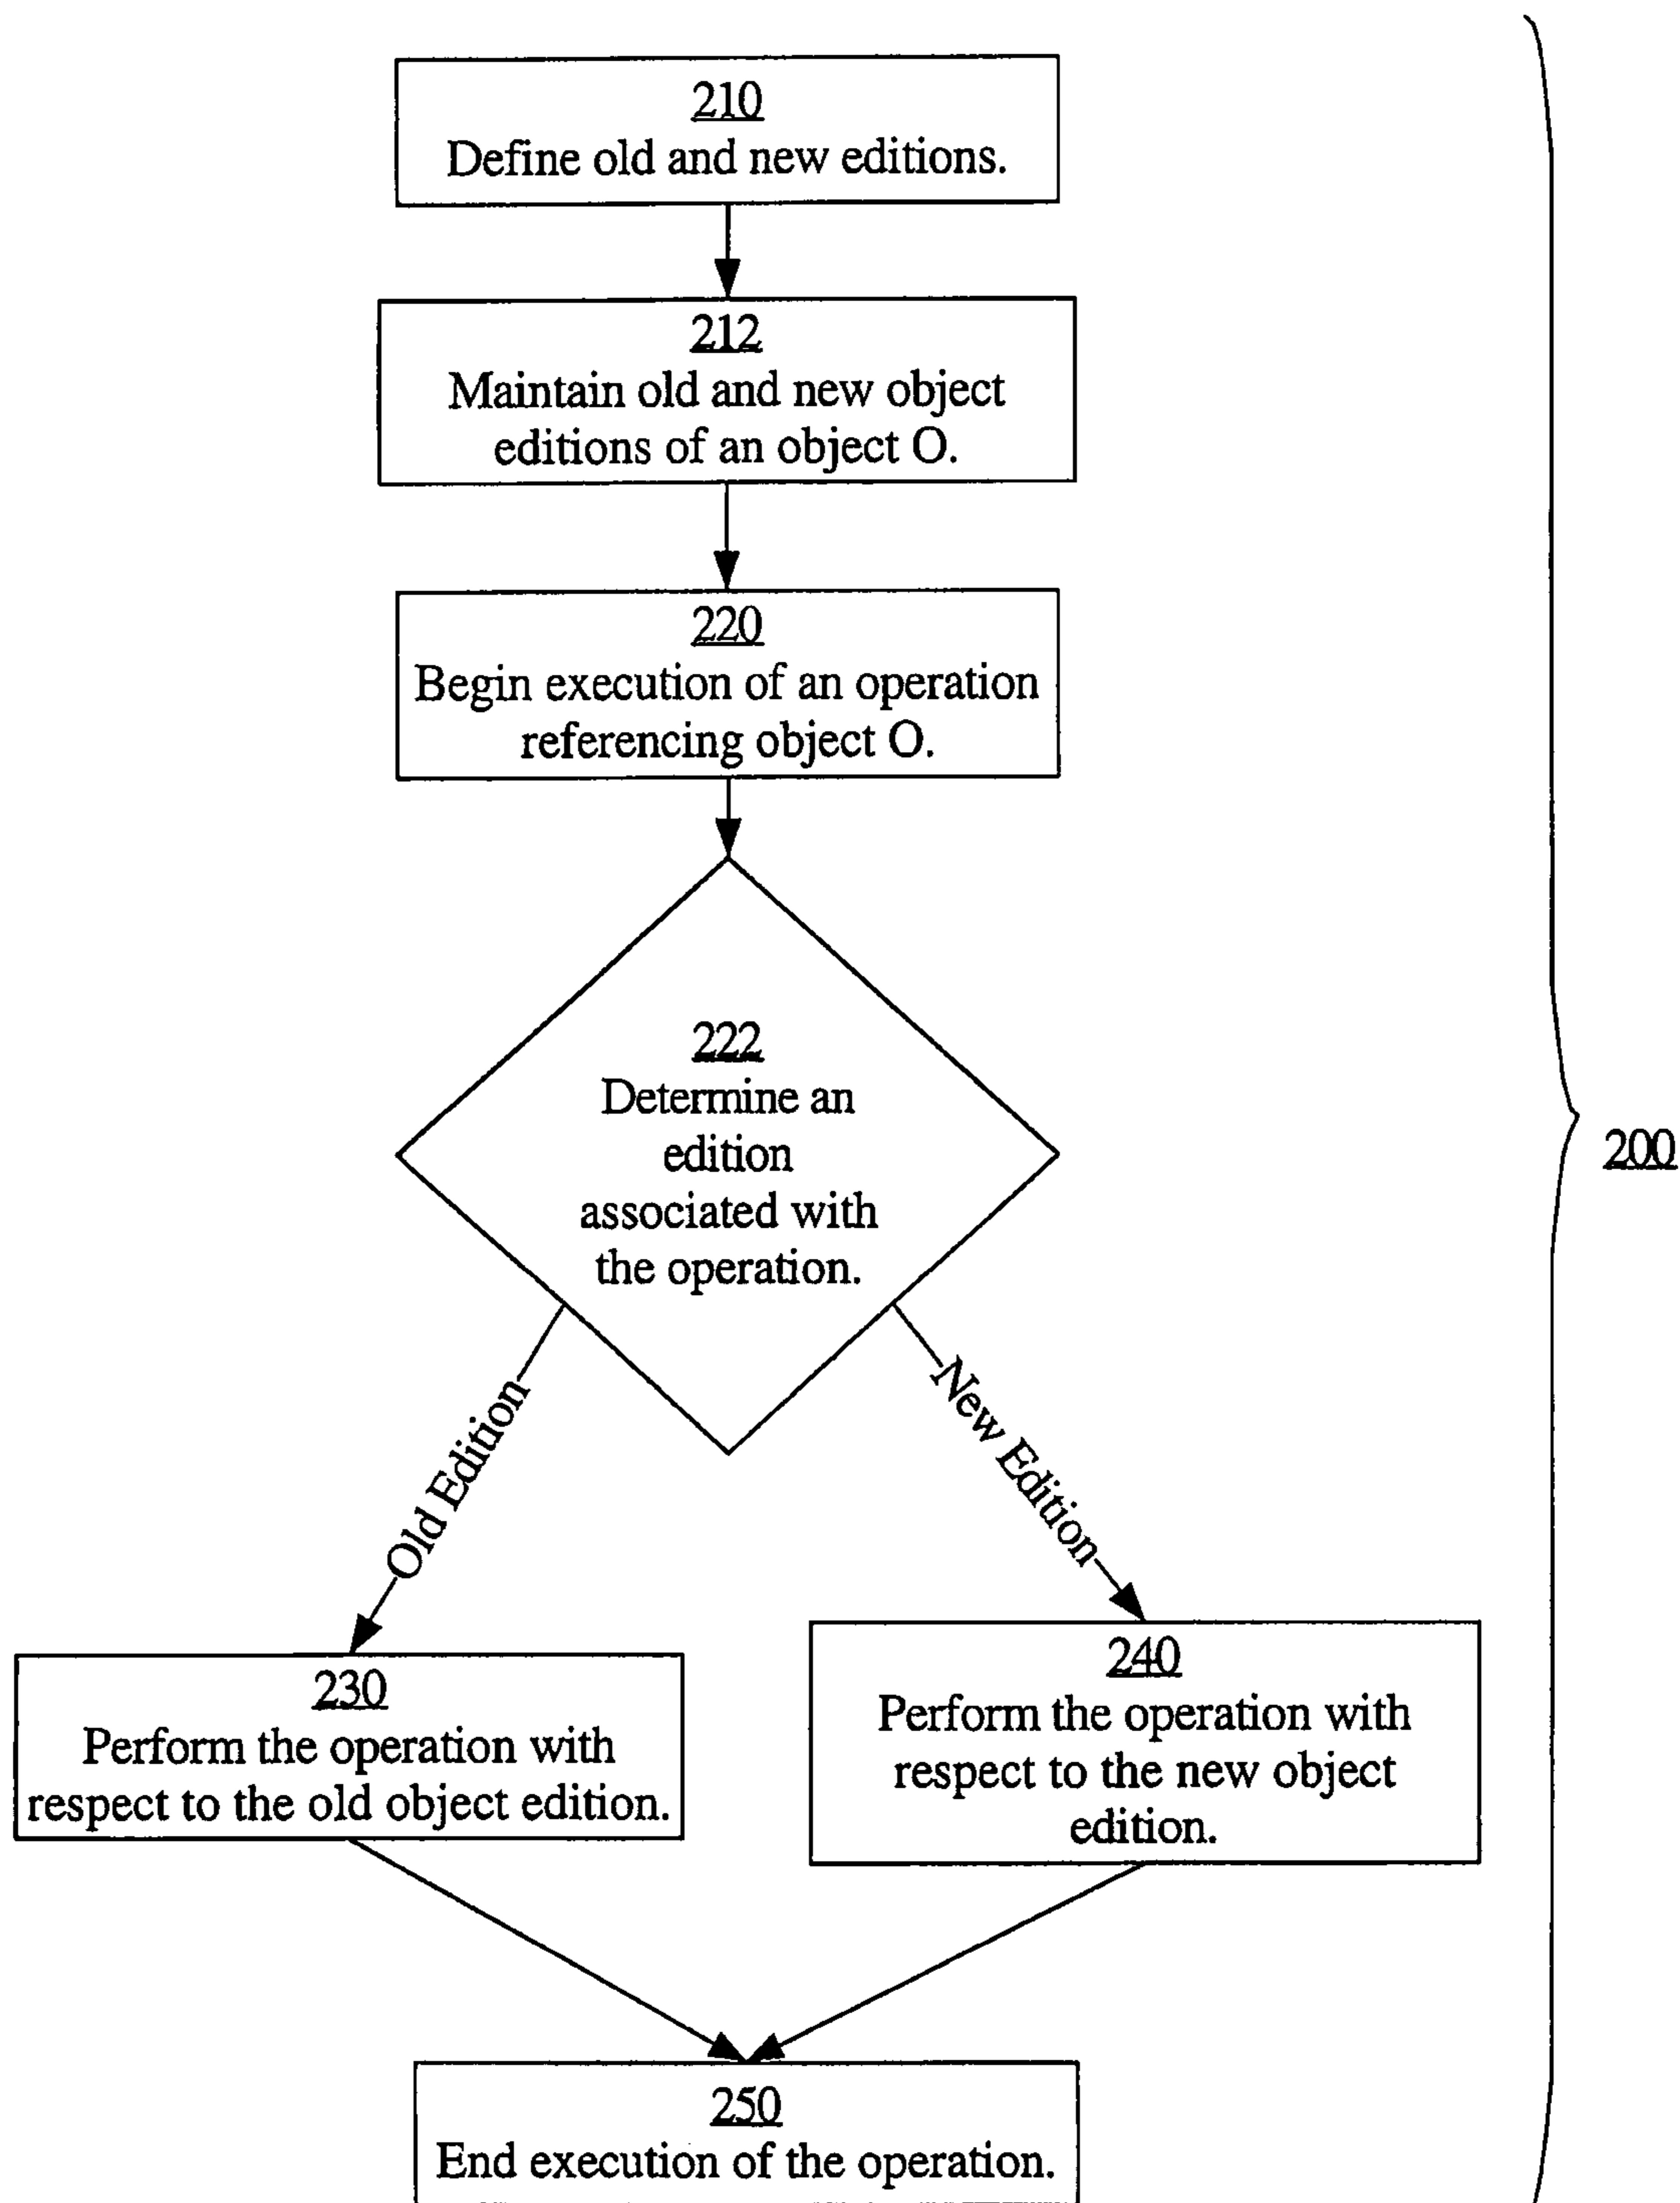 210
Define old and new editions.
212
Maintain old and new object
editions of an object O.
220
Begin execution of an operation
referencing object O.
222
Determine an
edition
associated with
the operation.
200
Old Edition
New Edition
230
Perform the operation with
respect to the old object edition.
240
Perform the operation with
respect to the new object
edition.
250
End execution of the operation.